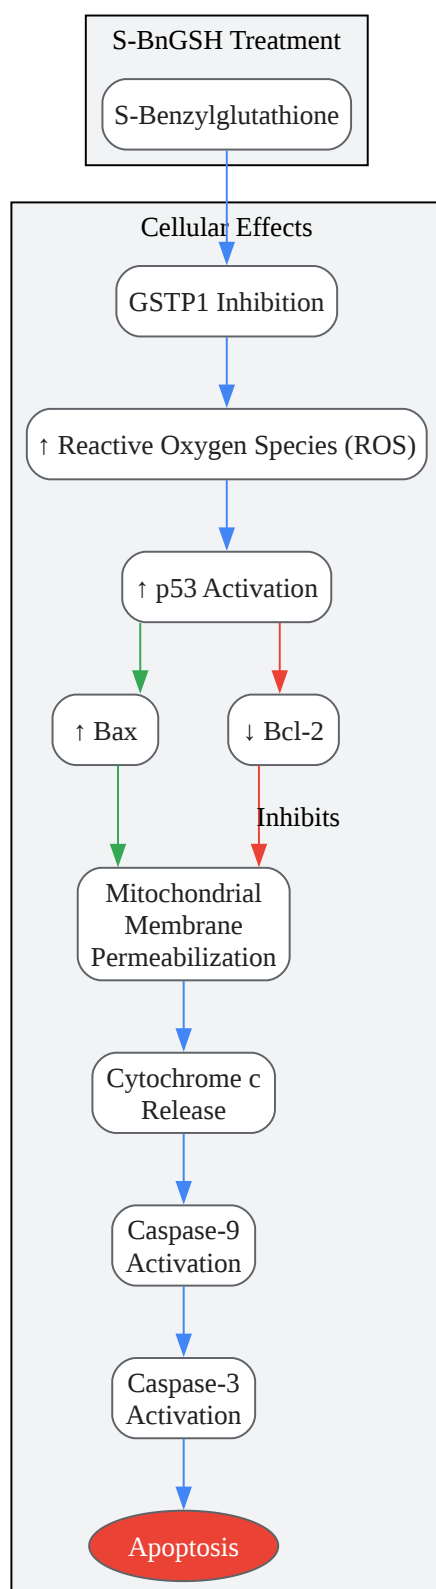 S-BnGSH Treatment
S-Benzylglutathione
Cellular Effects
GSTP1 Inhibition
↑ Reactive Oxygen Species (ROS)
↑ p53 Activation
↑ Bax
↓ Bcl-2
Inhibits
Mitochondrial
Membrane
Permeabilization
Cytochrome c
Release
Caspase-9
Activation
Caspase-3
Activation
Apoptosis